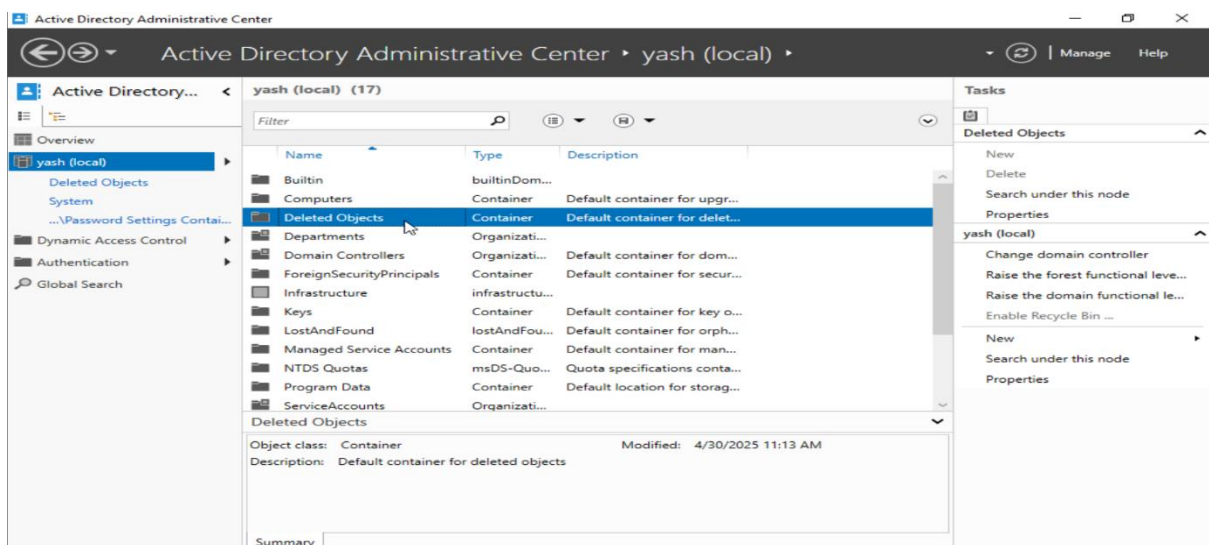 Active Directory Administrative Center
Active Directory Administrative Center • yash (local) •
Manage Help
Active Directory...
Overview
yash (local)
Deleted Objects
System
...\Password Settings Contai...
Dynamic Access Control
Authentication
Global Search
yash (local) (17)
Filter
Name Type Description
Builtin builtinDom...
Computers Container Default container for upgr...
Deleted Objects Container Default container for delet...
Departments Organizati...
Domain Controllers Organizati... Default container for dom...
ForeignSecurityPrincipals Container Default container for secur...
Infrastructure infrastructu...
Keys Container Default container for key o...
LostAndFound lostAndFou... Default container for orph...
Managed Service Accounts Container Default container for man...
NTDS Quotas msDS-Quo... Quota specifications conta...
Program Data Container Default location for storag...
ServiceAccounts Organizati...
Deleted Objects
Object class: Container Modified: 4/30/2025 11:13 AM
Description: Default container for deleted objects
Summary
Tasks
Deleted Objects
New
Delete
Search under this node
Properties
yash (local)
Change domain controller
Raise the forest functional leve...
Raise the domain functional le...
Enable Recycle Bin ...
New
Search under this node
Properties